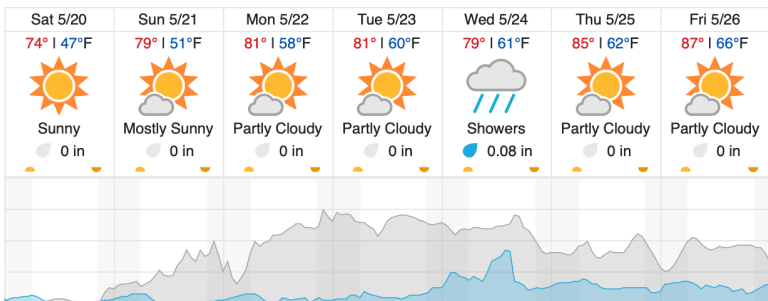 Sat 5/20 Sun 5/21 Mon 5/22 Tue 5/23 Wed 5/24 Thu 5/25 Fri 5/26
74° | 47°F 79° | 51°F 81° | 58°F 81° | 60°F 79° | 61°F 85° | 62°F 87° | 66°F
Sunny Mostly Sunny Partly Cloudy Partly Cloudy Showers Partly Cloudy Partly Cloudy
0 in 0 in 0 in 0 in 0.08 in 0 in 0 in